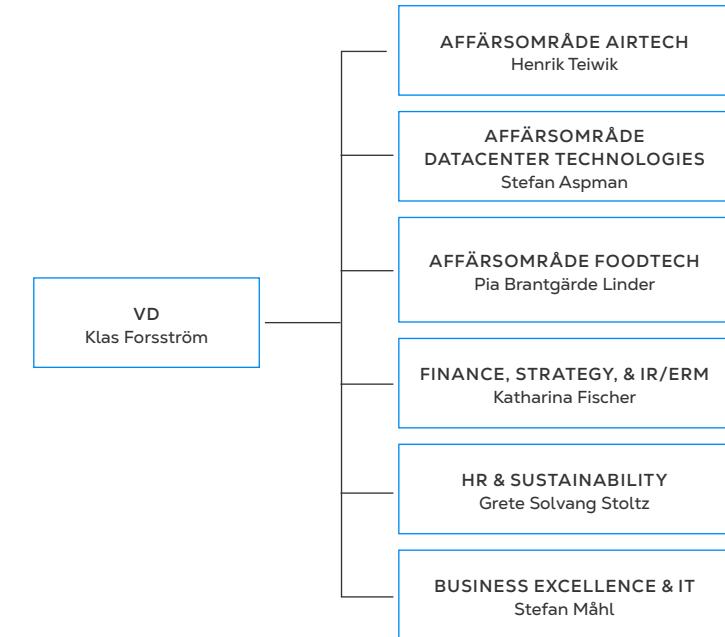 AFFÄRSOMRÅDE AIRTECH
Henrik Teiwik
AFFÄRSOMRÅDE
DATACENTER TECHNOLOGIES
Stefan Aspman
AFFÄRSOMRÅDE FOODTECH
Pia Brantgärde Linder
VD
Klas Forsström
FINANCE, STRATEGY, & IR/ERM
Katharina Fischer
HR & SUSTAINABILITY
Grete Solvang Stoltz
BUSINESS EXCELLENCE & IT
Stefan Måhl